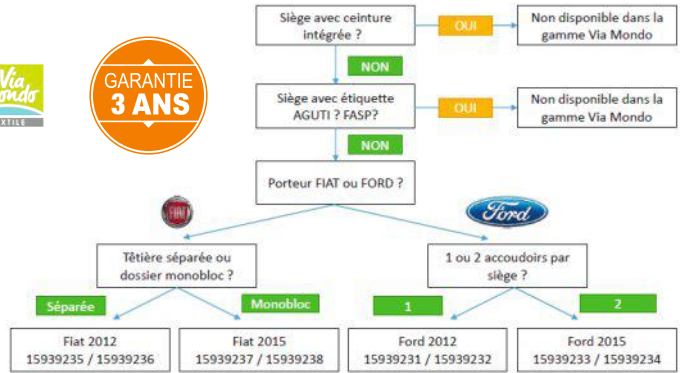 Siège avec ceinture
intégrée ?
OUI
Non disponible dans la
gamme Via Mondo
NON
Via
Mondo
TEXTILE
GARANTIE
3 ANS
Siège avec étiquette
AGUTI ? FASP?
OUI
Non disponible dans la
gamme Via Mondo
NON
Porteur FIAT ou FORD ?
FIAT
Ford
Têtière séparée ou
dossier monobloc ?
1 ou 2 accoudoirs par
siège ?
Séparée
Monobloc
1
2
Fiat 2012
15939235 / 15939236
Fiat 2015
15939237 / 15939238
Ford 2012
15939231 / 15939232
Ford 2015
15939233 / 15939234